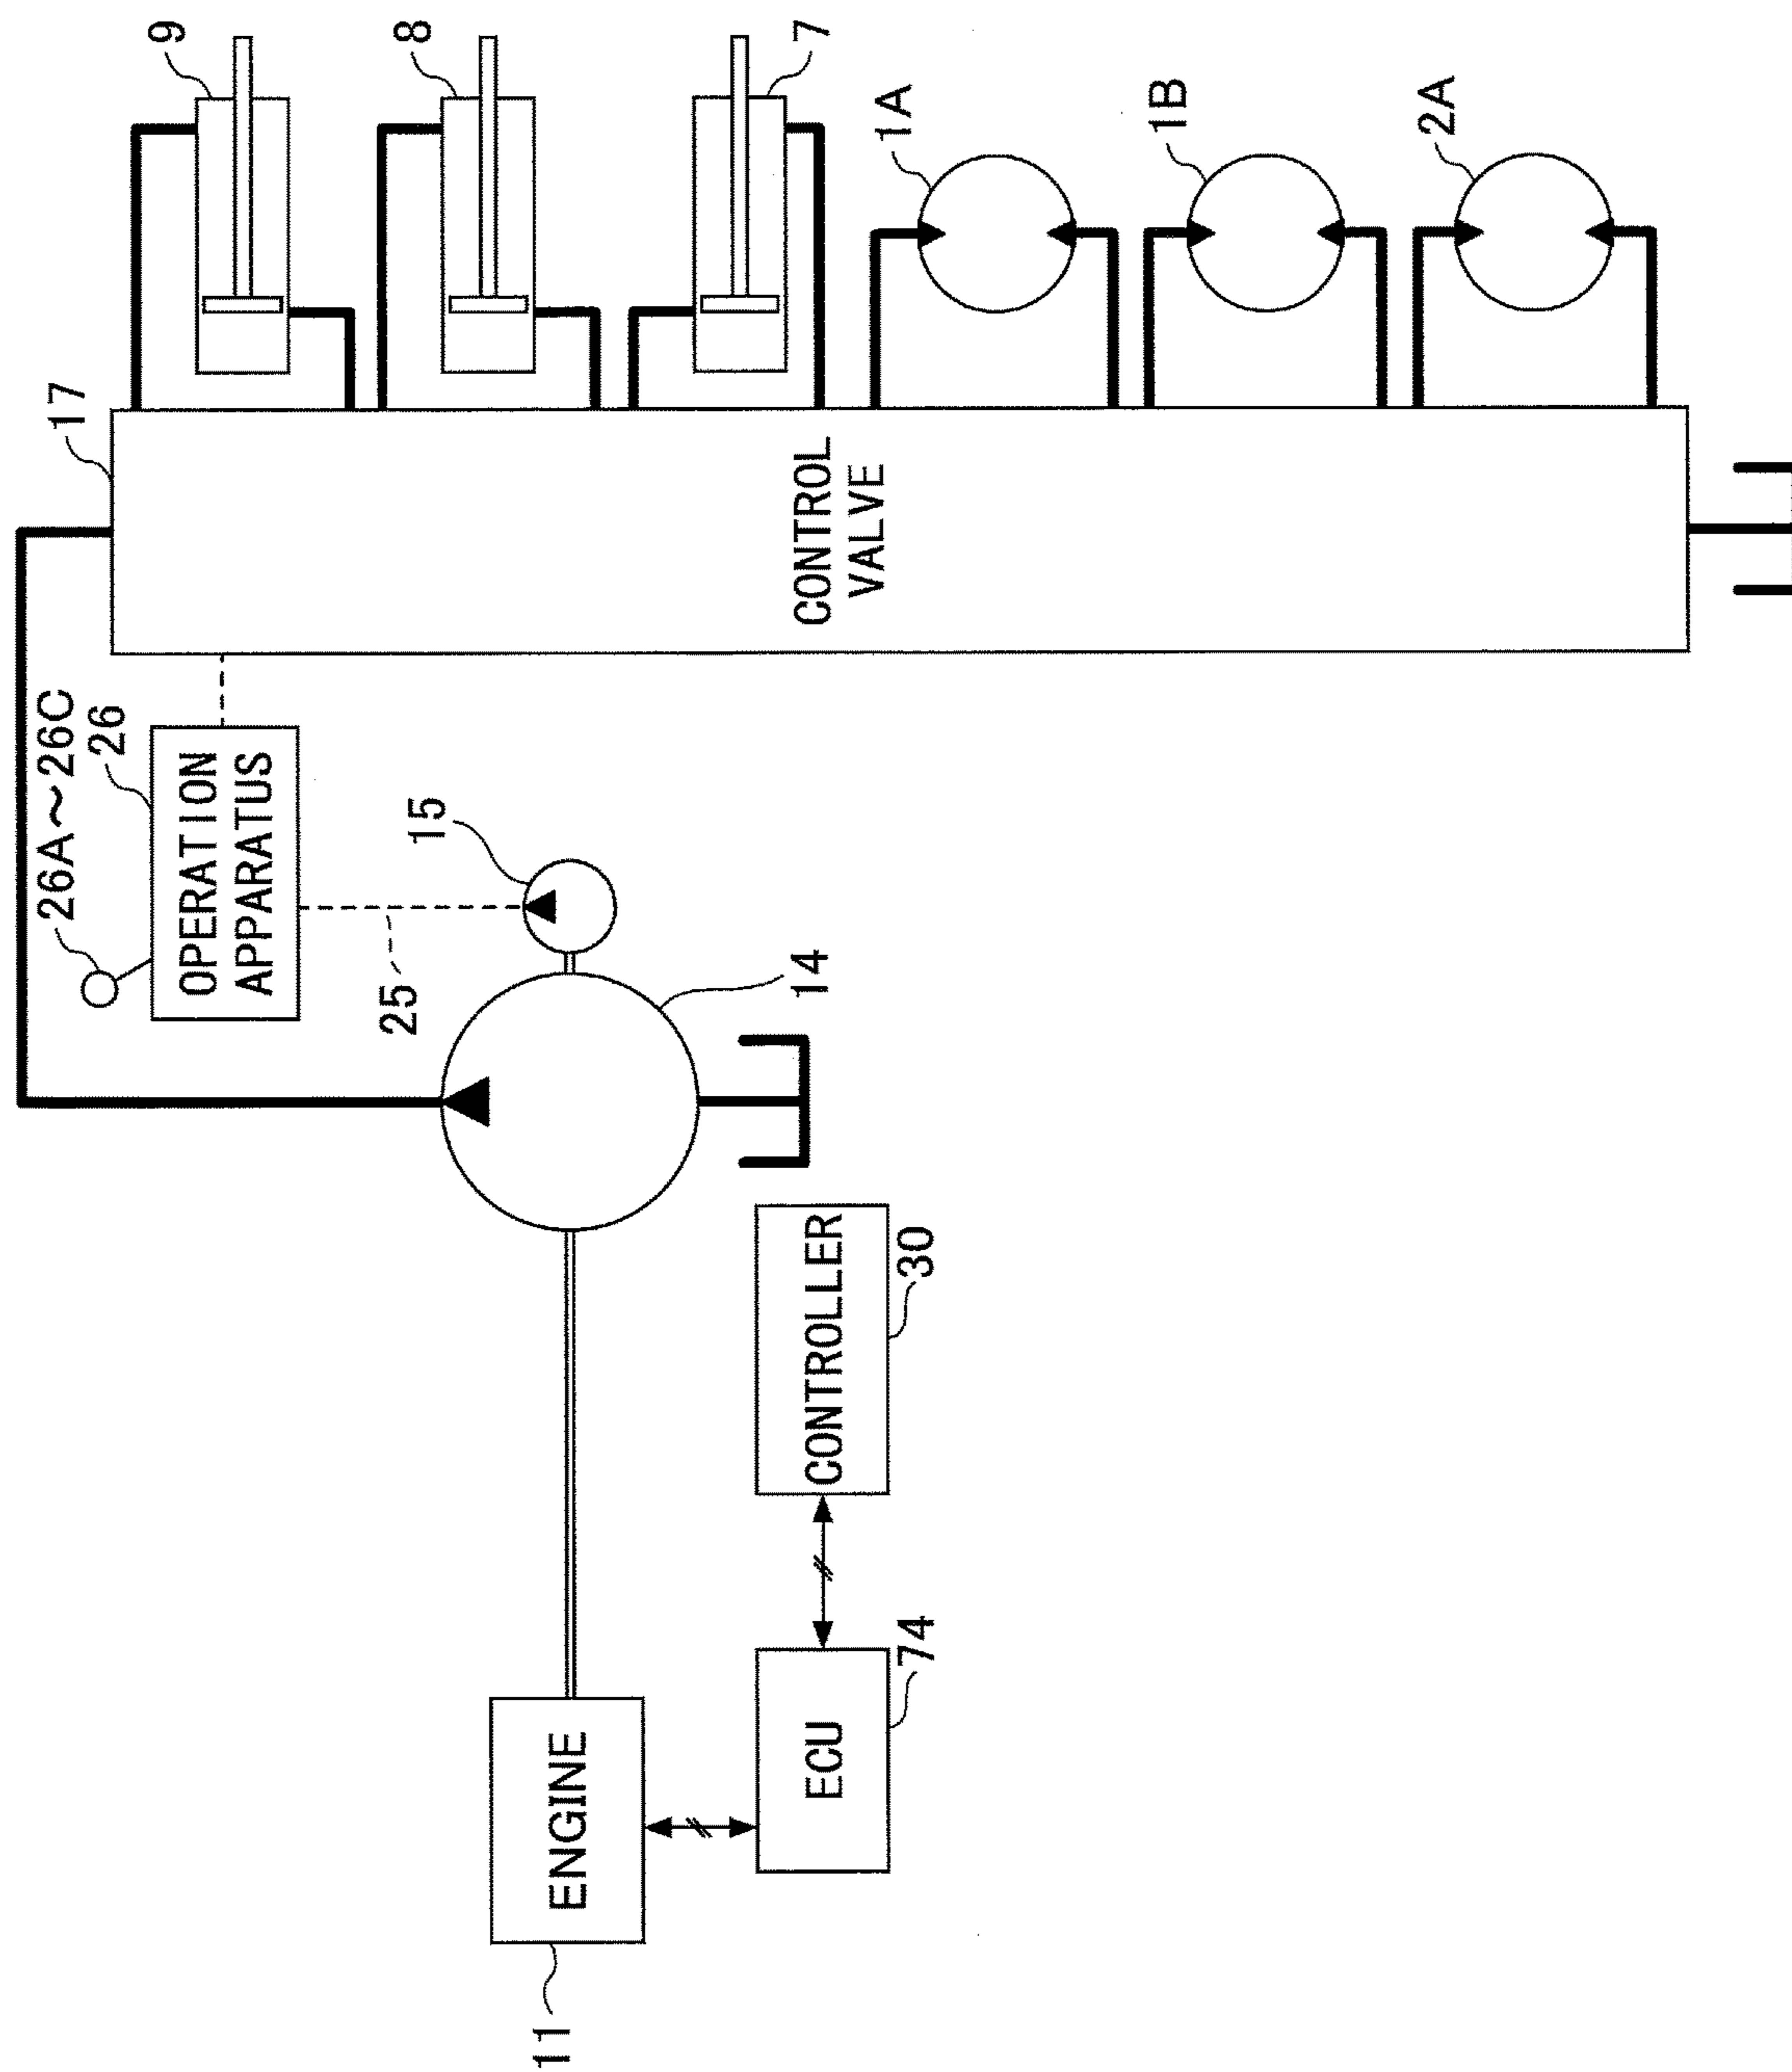 9
8
7
1A
1B
2A
17
CONTROL
VALVE
26A～26C
26
OPERATION
APPARATUS
15
25
14
CONTROLLER
30
ECU
74
ENGINE
11